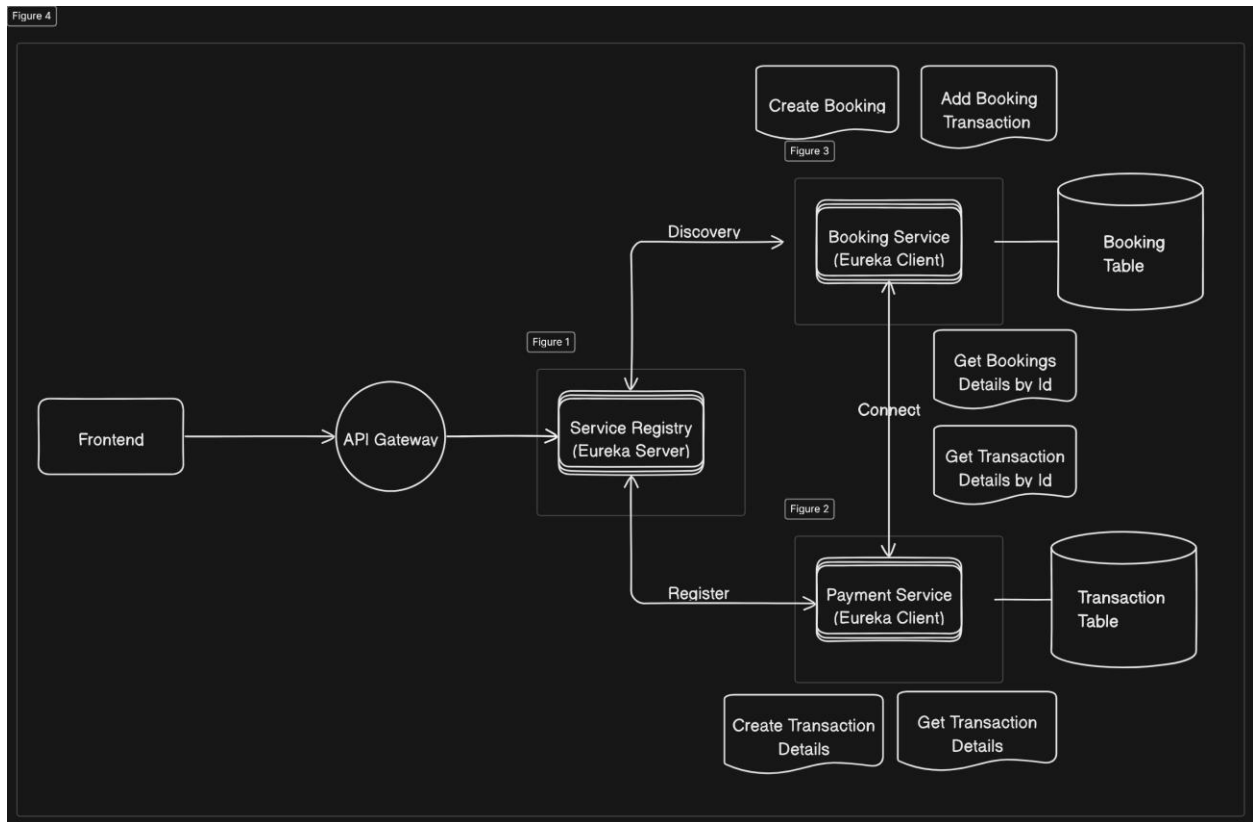 Figure 4
Create Booking
Add Booking
Transaction
Figure 3
Discovery
Booking Service
(Eureka Client)
Booking
Table
Figure 1
Get Bookings
Details by Id
Frontend
API Gateway
Service Registry
(Eureka Server)
Connect
Get Transaction
Details by Id
Figure 2
Register
Payment Service
(Eureka Client)
Transaction
Table
Create Transaction
Details
Get Transaction
Details